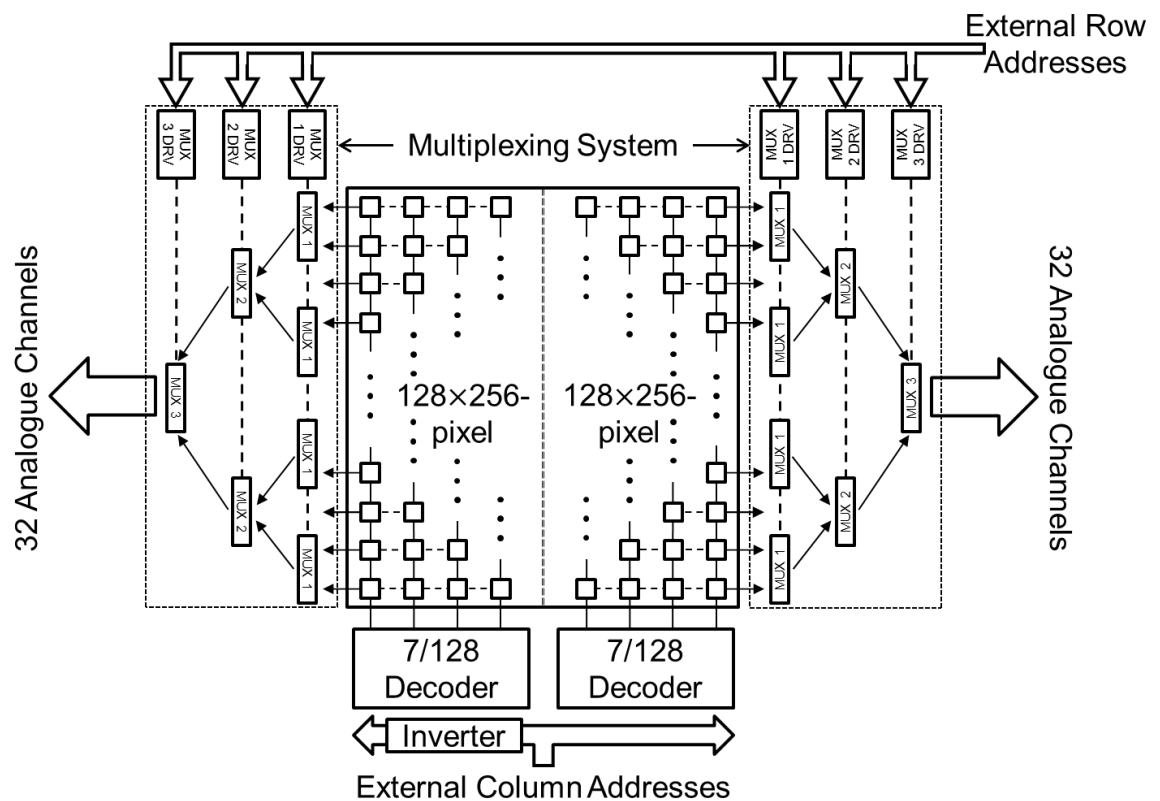 External Row
Addresses
MUX
3 DRV
MUX
2 DRV
MUX
1 DRV
Multiplexing System
MUX
1 DRV
MUX
2 DRV
MUX
3 DRV
MUX 1
MUX 1
MUX 2
MUX 2
MUX 1
MUX 1
32 Analogue Channels
MUX 3
128×256-
pixel
128×256-
pixel
MUX 3
32 Analogue Channels
MUX 1
MUX 1
MUX 2
MUX 2
MUX 1
MUX 1
7/128
Decoder
7/128
Decoder
Inverter
External Column Addresses